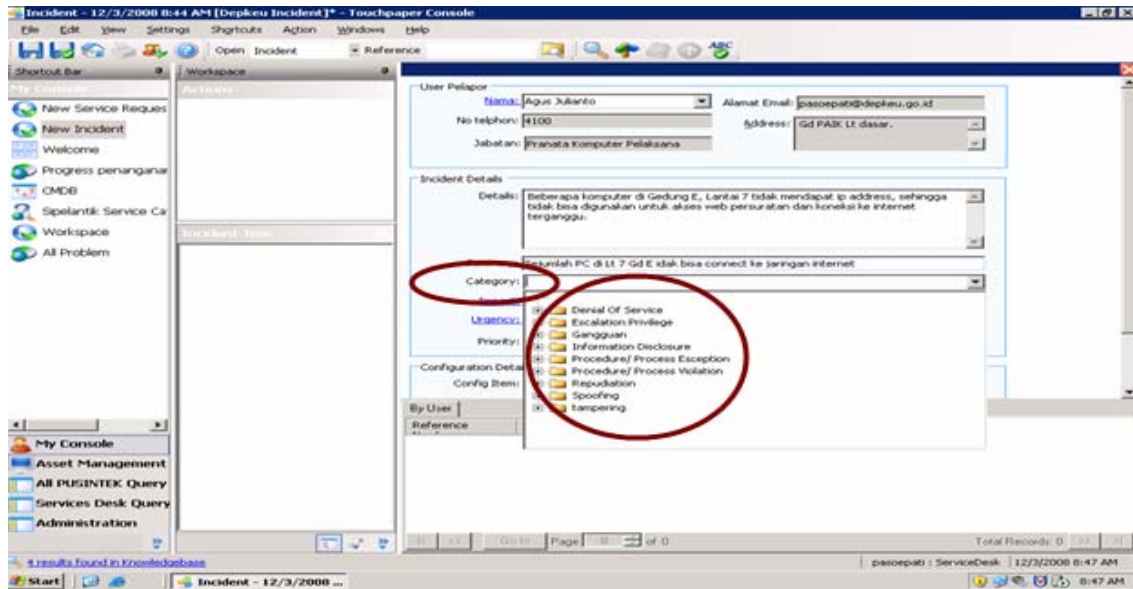 Incident - 12/3/2008 8:44 AM [Depkeu Incident]* - Touchpaper Console
File Edit View Settings Shortcuts Action Windows Help
Open Incident Reference
Shortcut Bar
Workspace
My Console
Actions
New Service Reques
New Incident
Welcome
Progress penanganar
CMDB
Sipelantik: Service Ca
Workspace
All Problem
Incident Tree
User Pelapor
Nama: Agus Julianto
Alamat Email: pasoepati@depkeu.go.id
No telphon: 4100
Address: Gd PAIK Lt dasar.
Jabatan: Pranata Komputer Pelaksana
Incident Details
Details: Beberapa komputer di Gedung E, Lantai 7 tidak mendapat ip address, sehingga
tidak bisa digunakan untuk akses web persuratan dan koneksi ke internet
terganggu.
Sejumlah PC di Lt 7 Gd E idak bisa connect ke jaringan internet
Category:
Denial Of Service
Urgency:
Escalation Privilege
Gangguan
Priority:
Information Disclosure
Procedure/ Process Exception
Configuration Deta
Procedure/ Process Violation
Config Item:
Repudiation
Spoofing
tampering
By User
Reference
My Console
Asset Management
All PUSINTEK Query
Services Desk Query
Administration
Go to Page 0 of 0
Total Records: 0
4 results found in Knowledgebase
pasoepati : ServiceDesk 12/3/2008 8:47 AM
Start
Incident - 12/3/2008 ...
8:47 AM